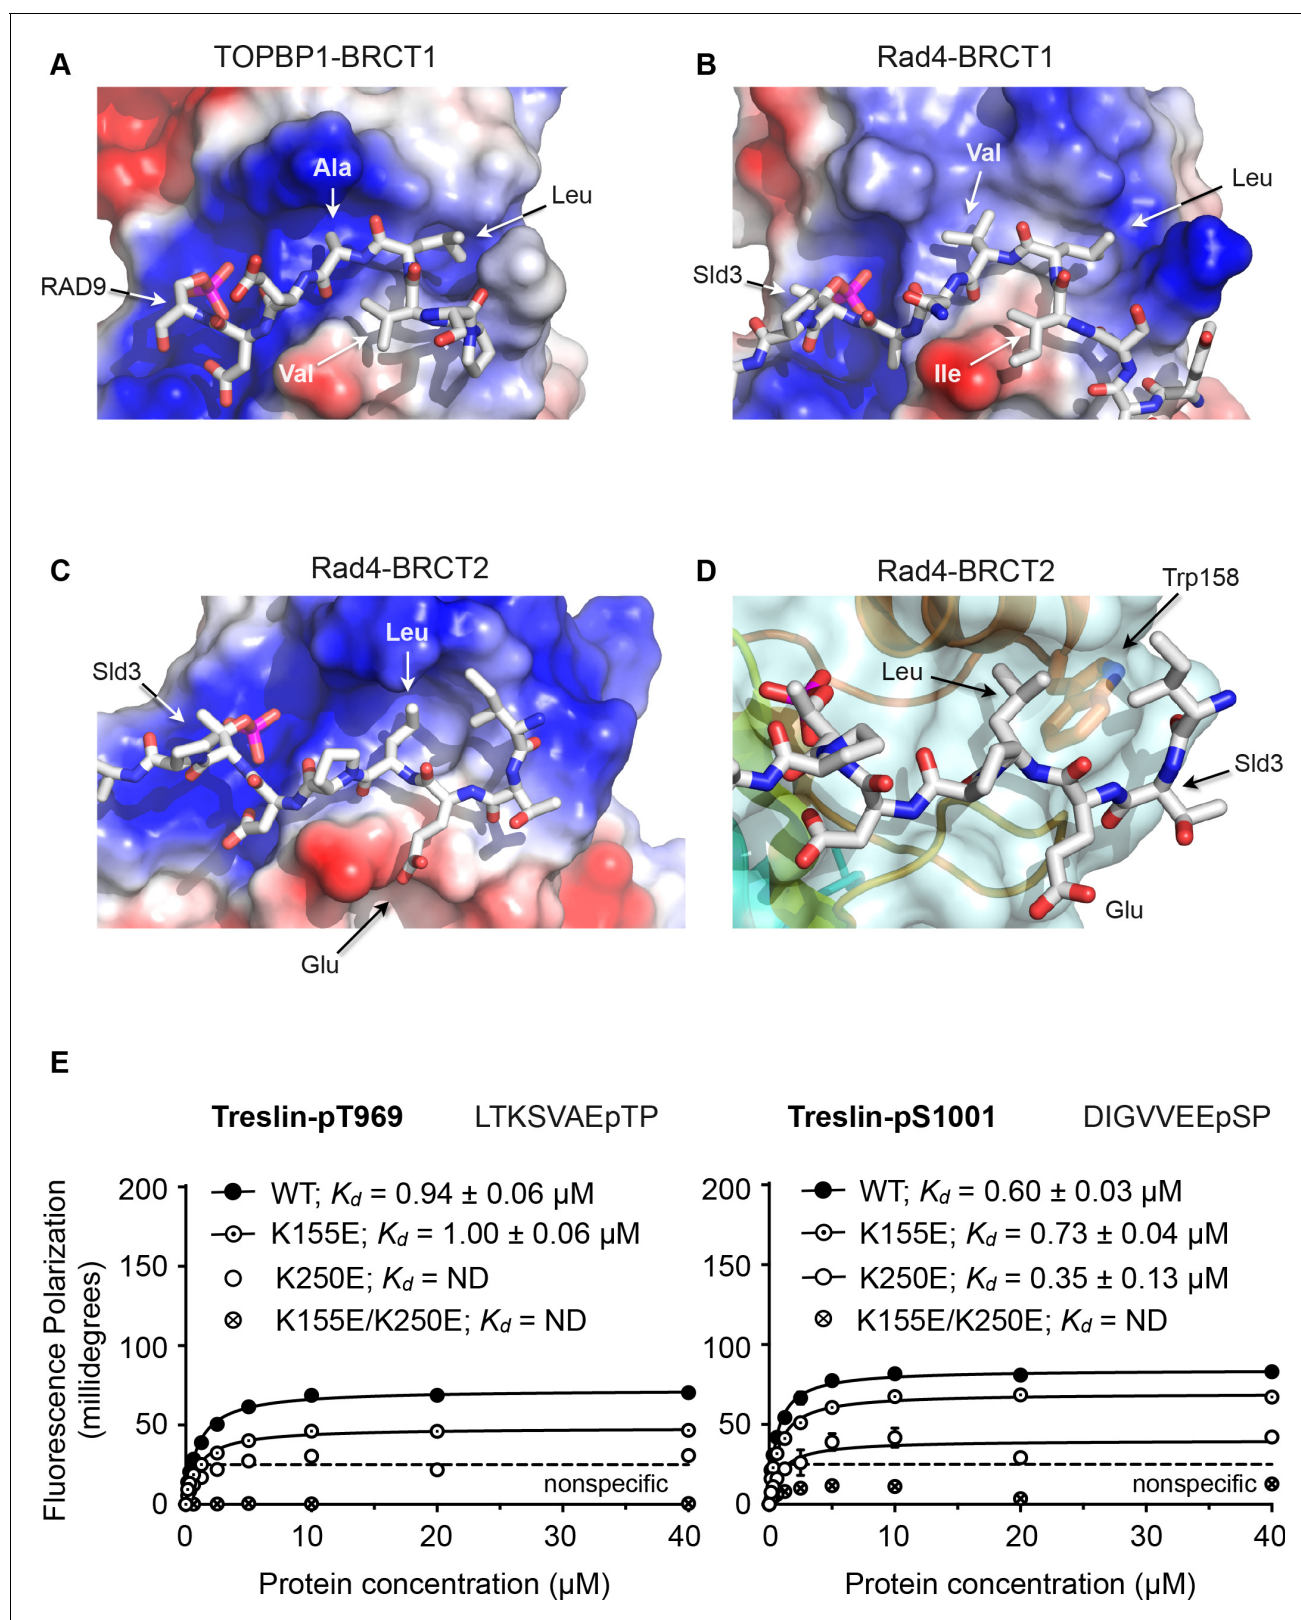 A
TOPBP1-BRCT1
Ala
Leu
RAD9
Val
B
Rad4-BRCT1
Val
Leu
Sld3
Ile
C
Rad4-BRCT2
Leu
Sld3
Glu
D
Rad4-BRCT2
Trp158
Leu
Sld3
Glu
E
Treslin-pT969 LTKSVAEpTP
WT; Kd = 0.94 ± 0.06 µM
K155E; Kd = 1.00 ± 0.06 µM
K250E; Kd = ND
K155E/K250E; Kd = ND
Fluorescence Polarization
(millidegrees)
200
150
100
50
0
nonspecific
0 10 20 30 40
Protein concentration (µM)
Treslin-pS1001 DIGVVEEpSP
WT; Kd = 0.60 ± 0.03 µM
K155E; Kd = 0.73 ± 0.04 µM
K250E; Kd = 0.35 ± 0.13 µM
K155E/K250E; Kd = ND
200
150
100
50
0
nonspecific
0 10 20 30 40
Protein concentration (µM)